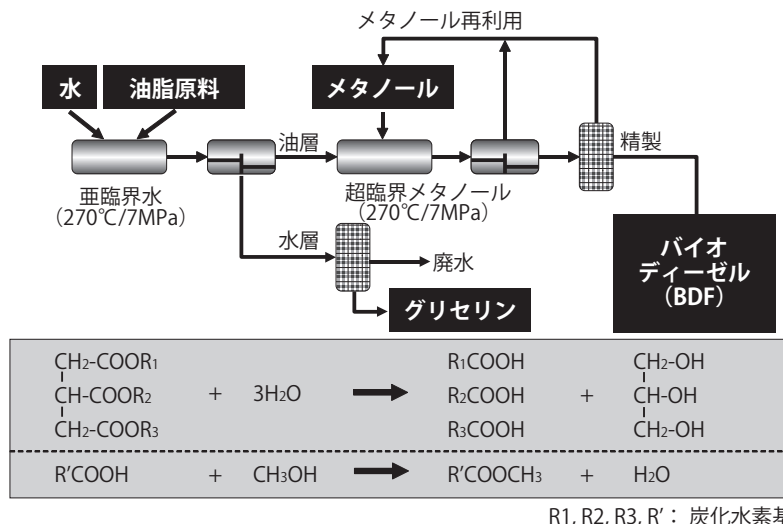 メタノール再利用
水
油脂原料
メタノール
油層
精製
亜臨界水
(270℃/7MPa)
超臨界メタノール
(270℃/7MPa)
水層
廃水
グリセリン
バイオ
ディーゼル
(BDF)
CH2-COOR1
CH-COOR2 + 3H2O
CH2-COOR3
R1COOH
R2COOH +
R3COOH
CH2-OH
CH-OH
CH2-OH
R'COOH + CH3OH R'COOCH3 + H2O
R1, R2, R3, R'： 炭化水素基